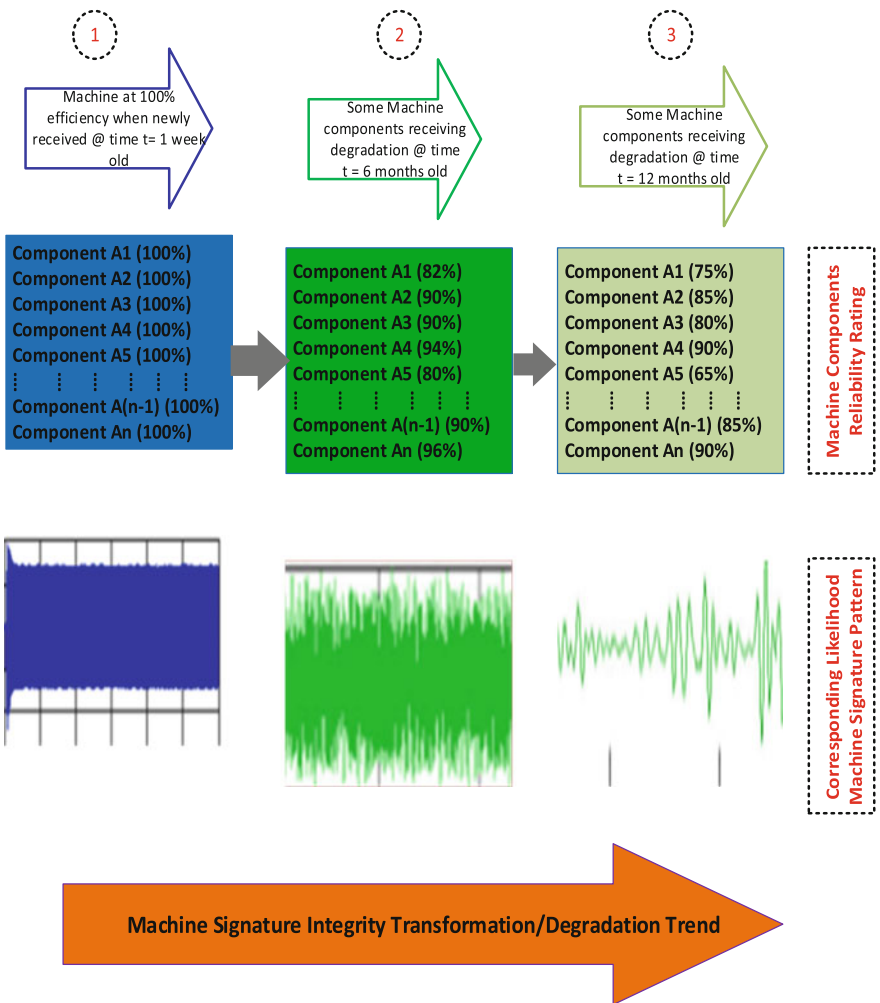 1
2
3
Machine at 100%
efficiency when newly
received @ time t= 1 week
old
Some Machine
components receiving
degradation @ time
t = 6 months old
Some Machine
components receiving
degradation @ time
t = 12 months old
Component A1 (100%)
Component A2 (100%)
Component A3 (100%)
Component A4 (100%)
Component A5 (100%)
Component A(n-1) (100%)
Component An (100%)
Component A1 (82%)
Component A2 (90%)
Component A3 (90%)
Component A4 (94%)
Component A5 (80%)
Component A(n-1) (90%)
Component An (96%)
Component A1 (75%)
Component A2 (85%)
Component A3 (80%)
Component A4 (90%)
Component A5 (65%)
Component A(n-1) (85%)
Component An (90%)
Machine Components
Reliability Rating
Corresponding Likelihood
Machine Signature Pattern
Machine Signature Integrity Transformation/Degradation Trend